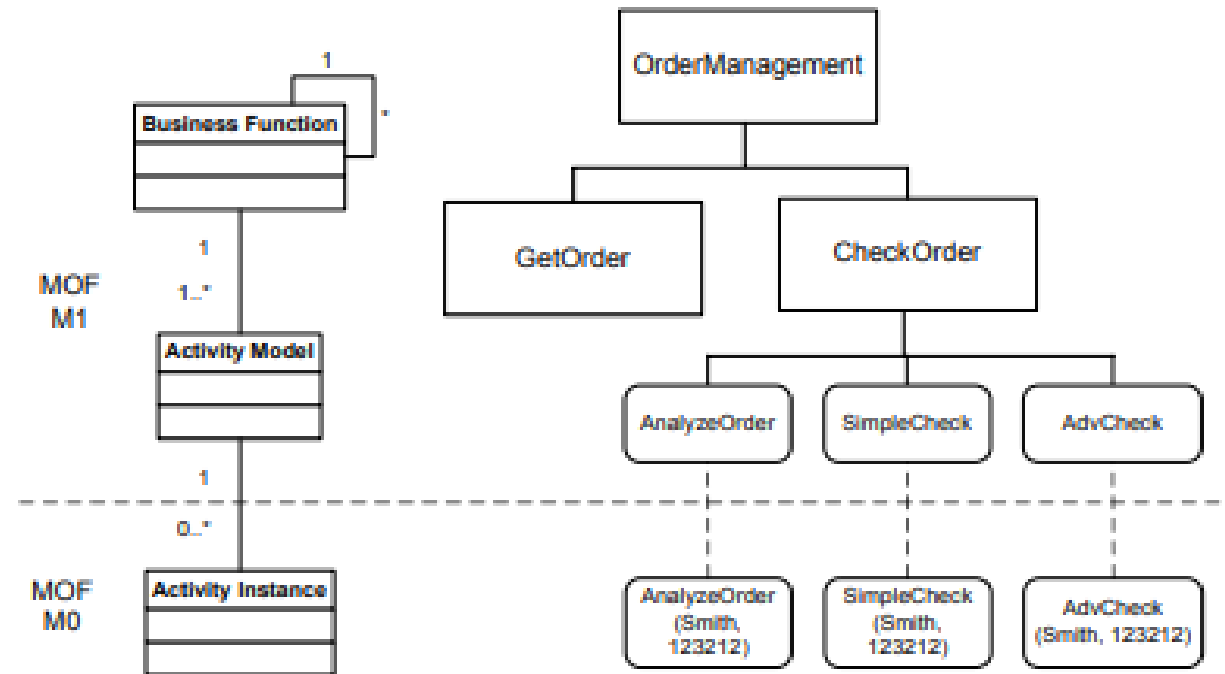 1
*
Business Function
OrderManagement
GetOrder
CheckOrder
1
1..*
MOF
M1
Activity Model
AnalyzeOrder
SimpleCheck
AdvCheck
1
0..*
MOF
M0
Activity Instance
AnalyzeOrder
(Smith,
123212)
SimpleCheck
(Smith,
123212)
AdvCheck
(Smith, 123212)